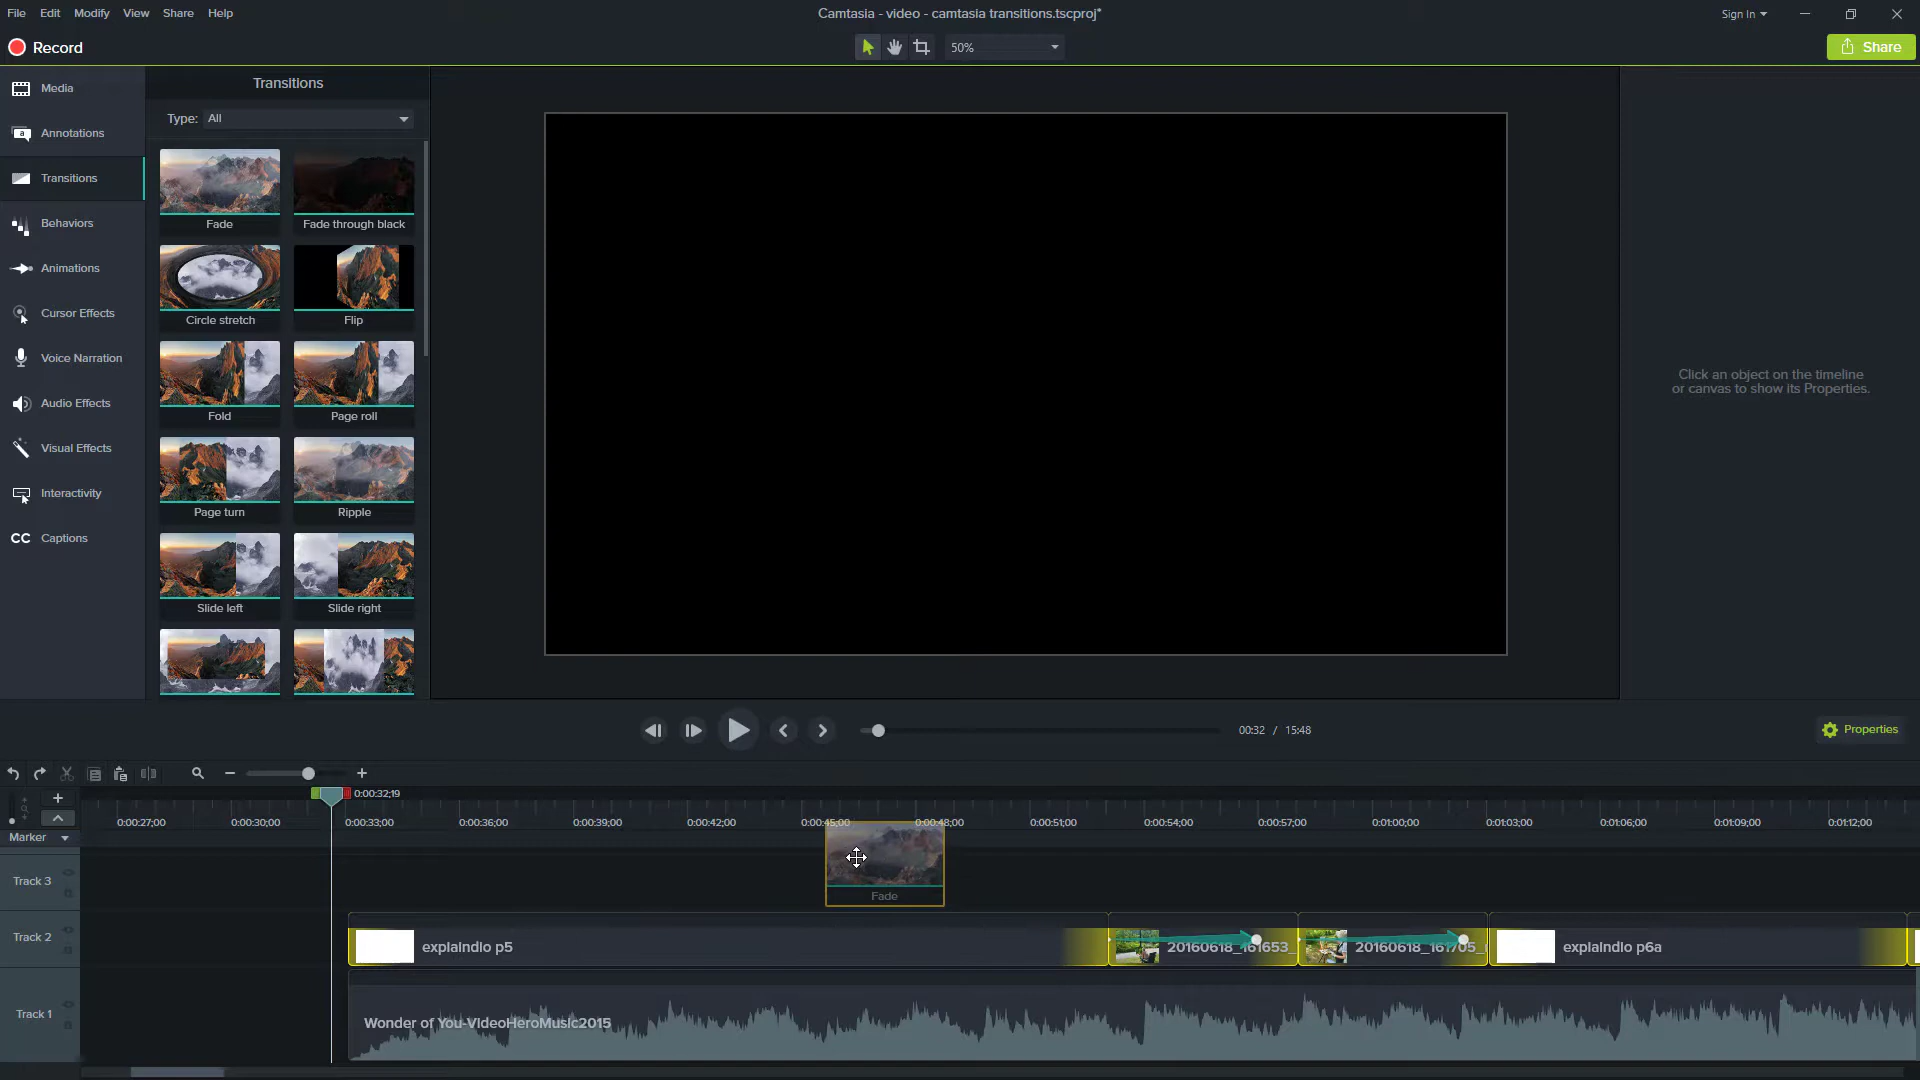 File Edit Modify View Share Help
Camtasia - video - camtasia transitions.tscproj*
Sign In
Record
50%
Share
Media
Annotations
Transitions
Behaviors
Animations
Cursor Effects
Voice Narration
Audio Effects
Visual Effects
Interactivity
CC Captions
Transitions
Type: All
Fade
Fade through black
Circle stretch
Flip
Fold
Page roll
Page turn
Ripple
Slide left
Slide right
Click an object on the timeline
or canvas to show its Properties.
00:32 / 15:48
Properties
0:00:32;19
0:00:27;00 0:00:30;00 0:00:33;00 0:00:36;00 0:00:39;00 0:00:42;00 0:00:45;00 0:00:48;00 0:00:51;00 0:00:54;00 0:00:57;00 0:01:00;00 0:01:03;00 0:01:06;00 0:01:09;00 0:01:12;00
Marker
Track 3
Fade
Track 2
explaindio p5
20160618_161653_
20160618_161705_
explaindio p6a
Track 1
Wonder of You-VideoHeroMusic2015